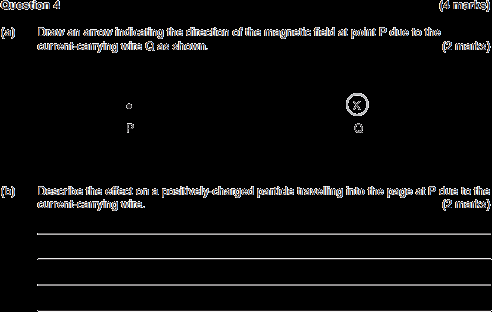 Question 4 (4 marks)
(a) Draw an arrow indicating the direction of the magnetic field at point P due to the
current-carrying wire Q as shown. (2 marks)
X
P Q
(b) Describe the effect on a positively-charged particle travelling into the page at P due to the
current-carrying wire. (2 marks)